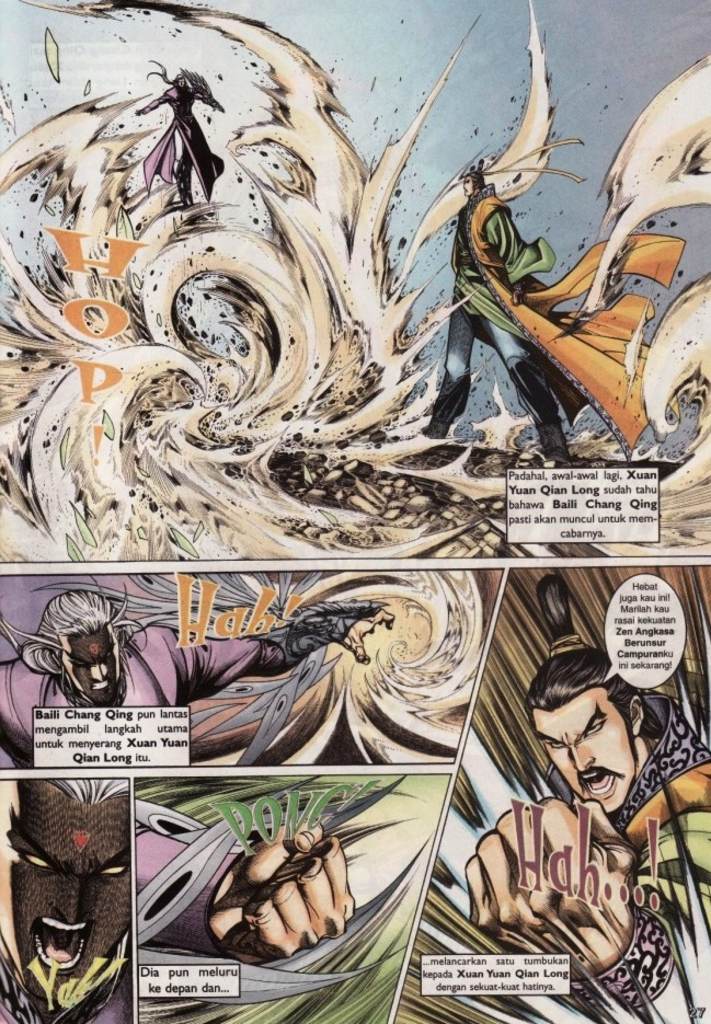 HOP!
Padahal, awal-awal lagi, Xuan
Yuan Qian Long sudah tahu
bahawa Baili Chang Qing
pasti akan muncul untuk mem-
cabarnya.
Hah!
Baili Chang Qing pun lantas
mengambil langkah utama
untuk menyerang Xuan Yuan
Qian Long itu.
Hebat
juga kau ini!
Marilah kau
rasai kekuatan
Zen Angkasa
Berunsur
Campuranku
ini sekarang!
Yah!
PONG!
Dia pun meluru
ke depan dan...
Hah....!
...melancarkan satu tumbukan
kepada Xuan Yuan Qian Long
dengan sekuat-kuat hatinya.
27